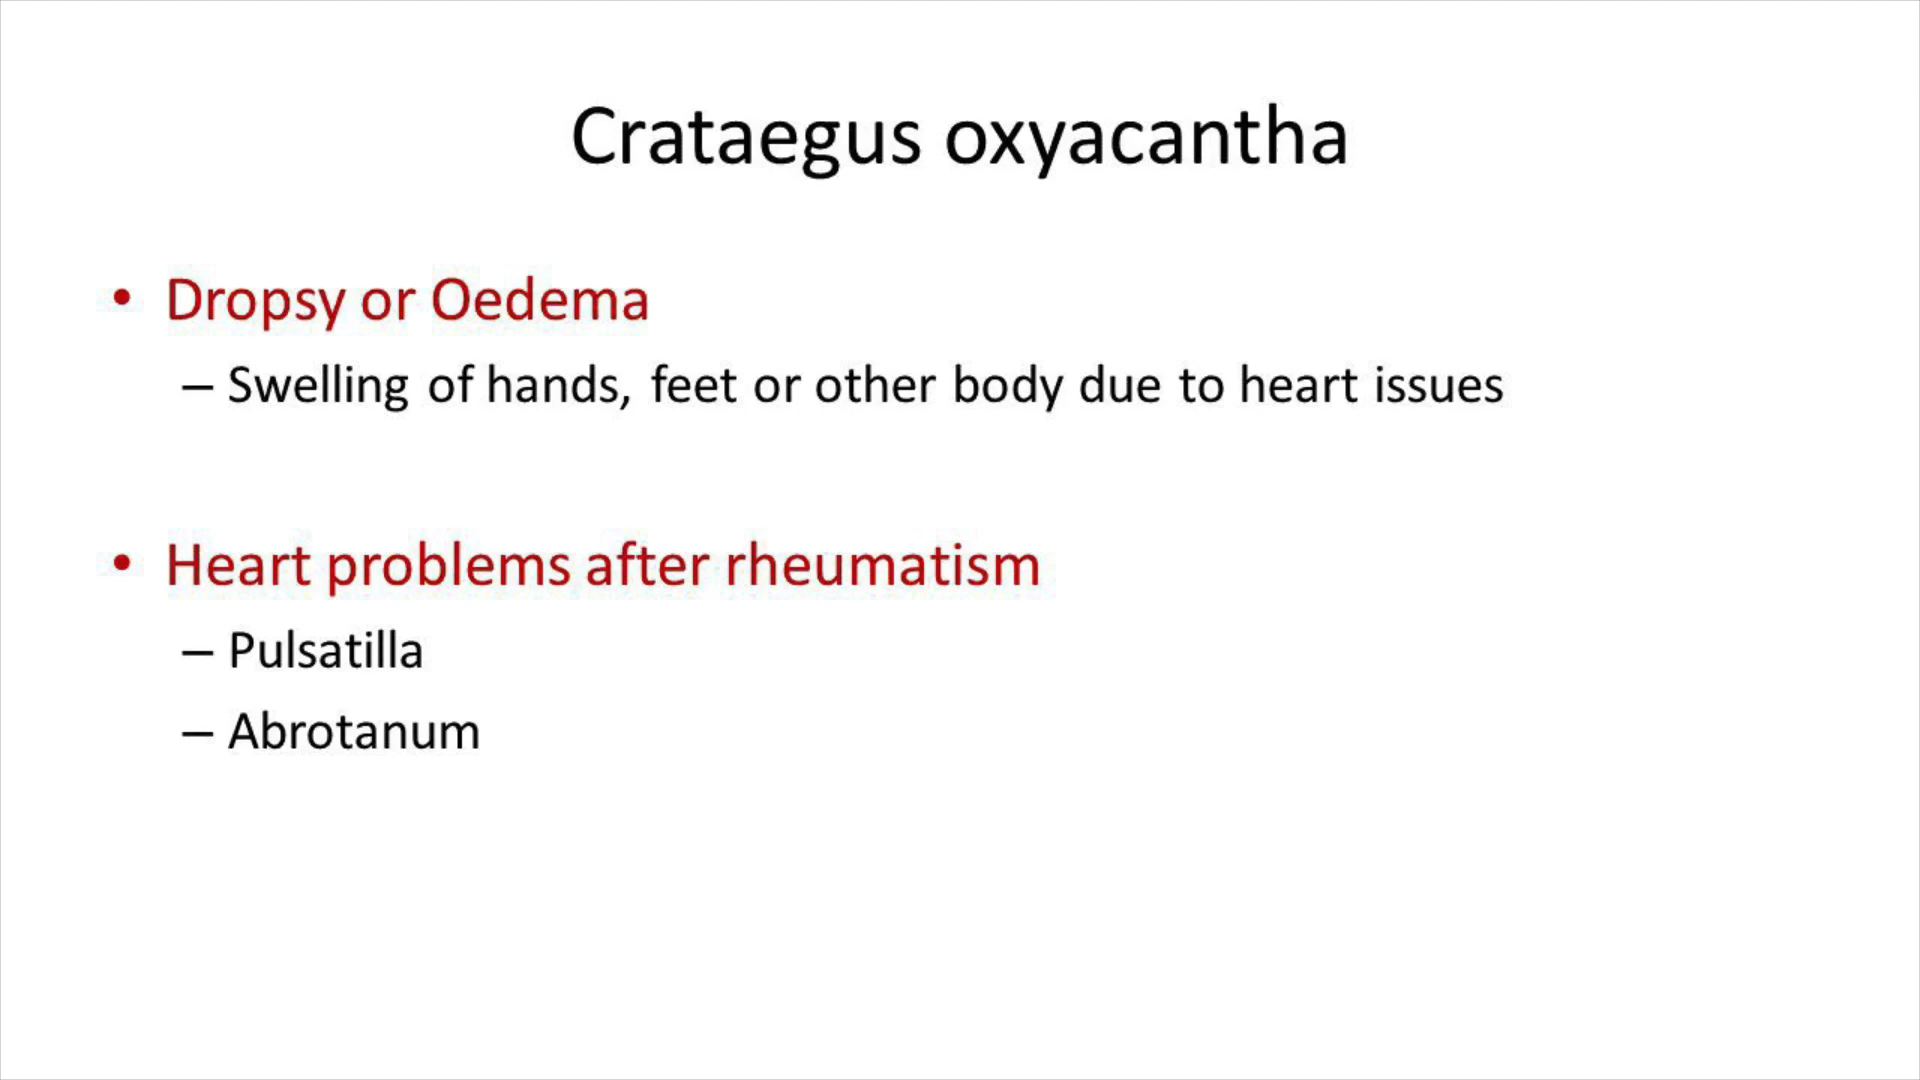 Crataegus oxyacantha
• Dropsy or Oedema
– Swelling of hands, feet or other body due to heart issues
• Heart problems after rheumatism
– Pulsatilla
– Abrotanum